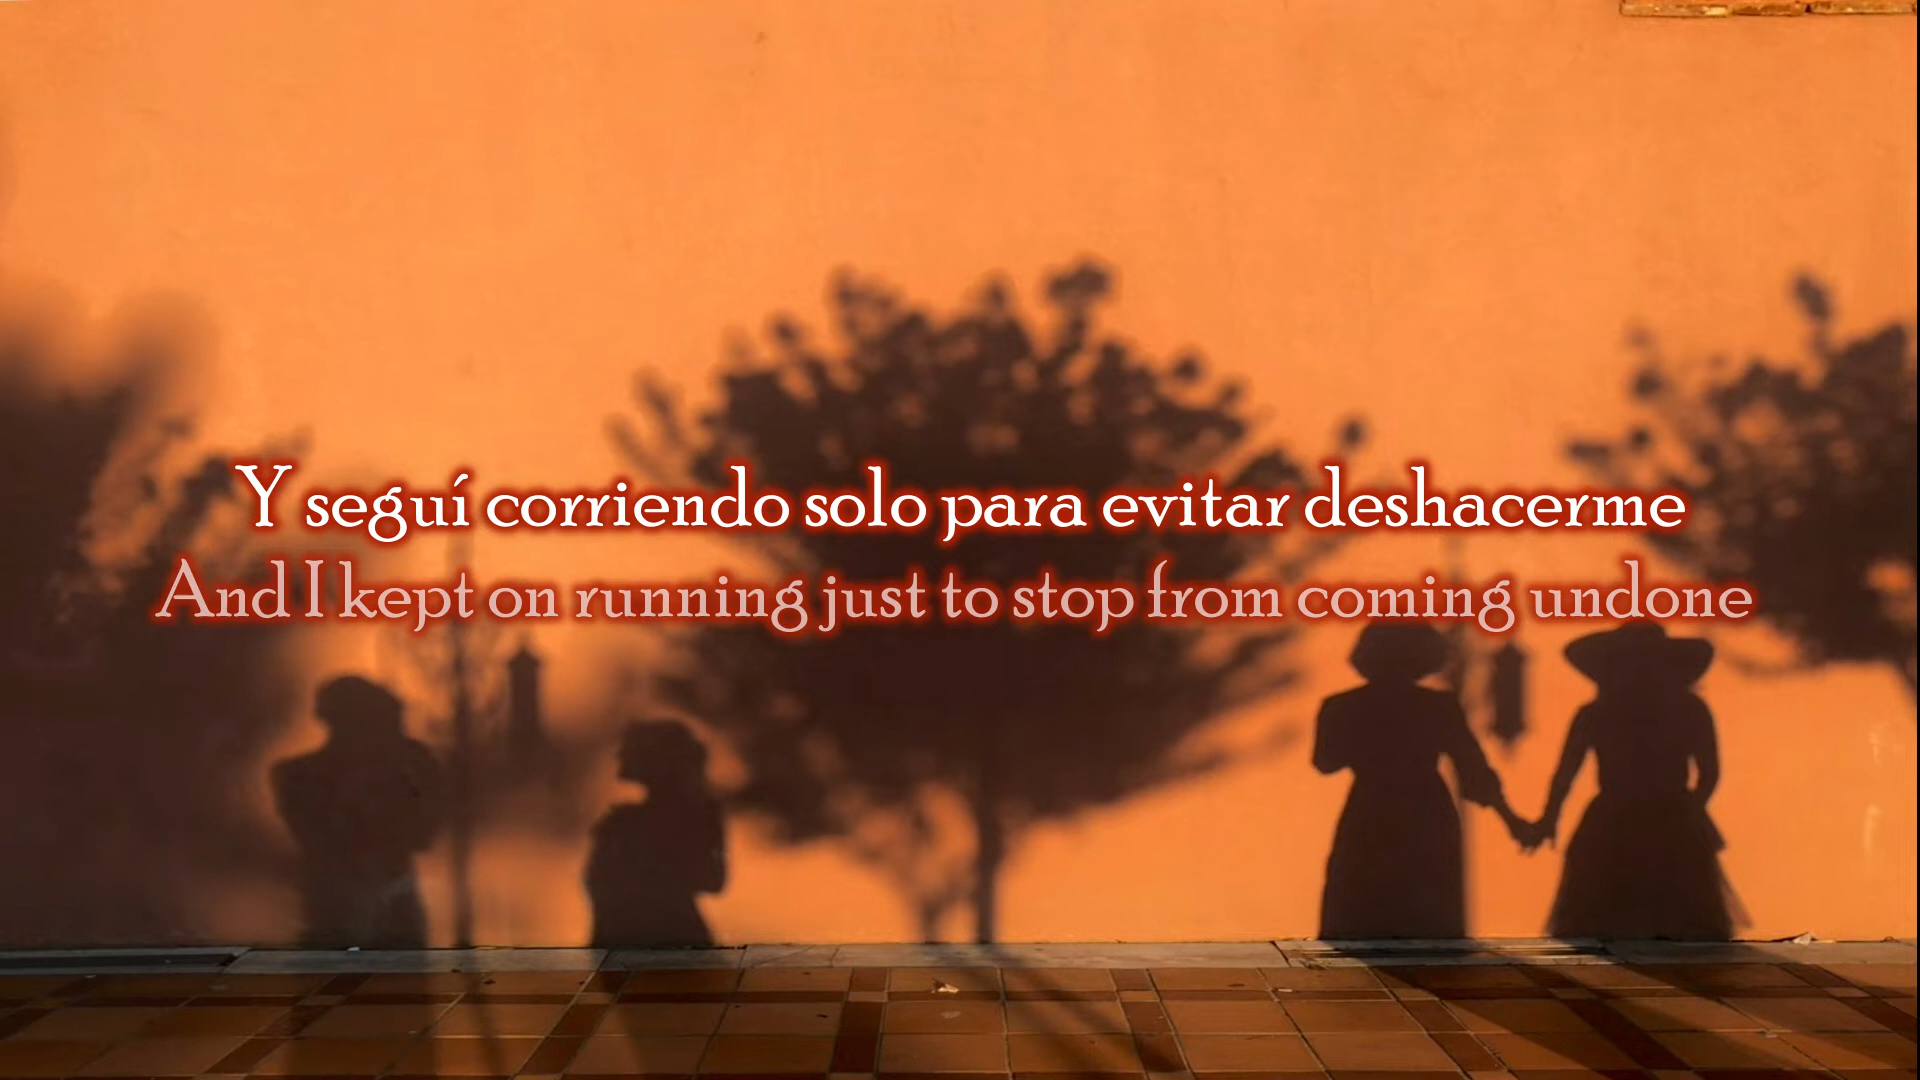 Y seguí corriendo solo para evitar deshacerme
And I kept on running just to stop from coming undone